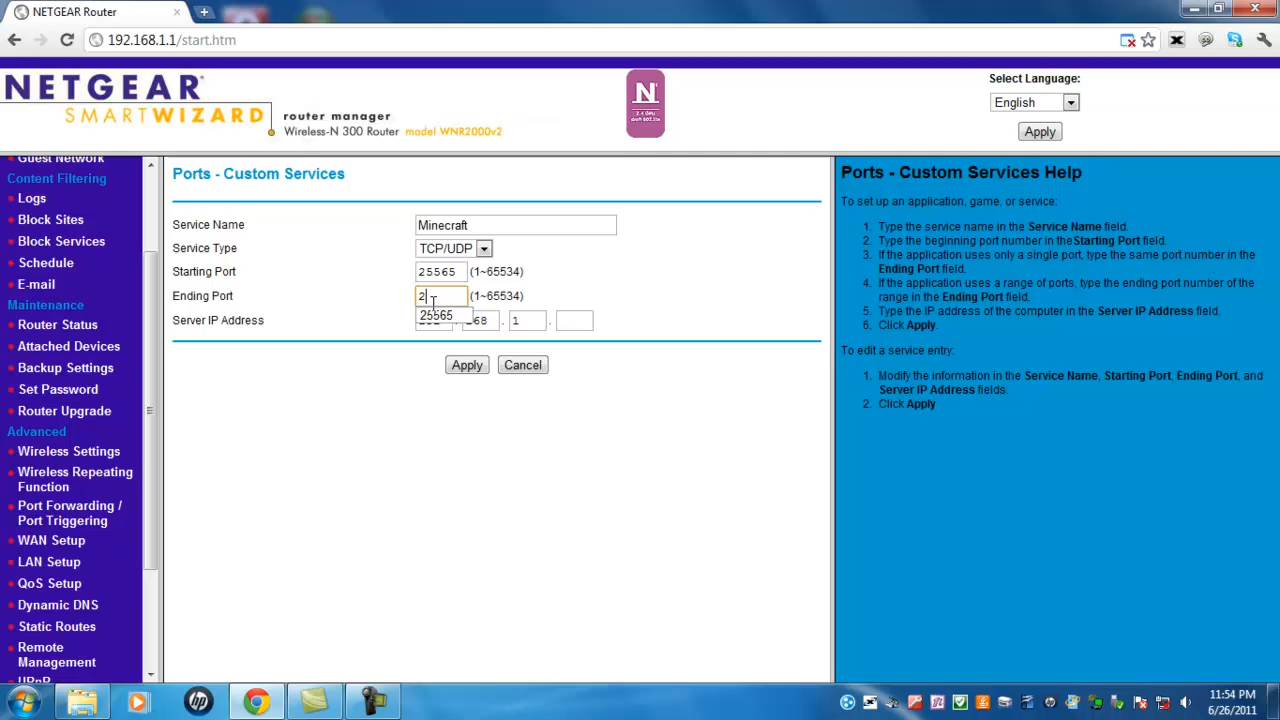 NETGEAR Router
192.168.1.1/start.htm
NETGEAR®
SMARTWIZARD
router manager
Wireless-N 300 Router model WNR2000v2
N
2.4 GHz
draft 802.11n
Select Language:
English
Apply
Guest Network
Content Filtering
Logs
Block Sites
Block Services
Schedule
E-mail
Maintenance
Router Status
Attached Devices
Backup Settings
Set Password
Router Upgrade
Advanced
Wireless Settings
Wireless Repeating
Function
Port Forwarding /
Port Triggering
WAN Setup
LAN Setup
QoS Setup
Dynamic DNS
Static Routes
Remote
Management
UPnP
Ports - Custom Services
Service Name Minecraft
Service Type TCP/UDP
Starting Port 25565 (1~65534)
Ending Port 2 (1~65534)
25565
Server IP Address . . 1 .
Apply Cancel
Ports - Custom Services Help
To set up an application, game, or service:
1. Type the service name in the Service Name field.
2. Type the beginning port number in theStarting Port field.
3. If the application uses only a single port, type the same port number in the
Ending Port field.
4. If the application uses a range of ports, type the ending port number of the
range in the Ending Port field.
5. Type the IP address of the computer in the Server IP Address field.
6. Click Apply.
To edit a service entry:
1. Modify the information in the Service Name, Starting Port, Ending Port, and
Server IP Address fields.
2. Click Apply
hp
11:54 PM
6/26/2011